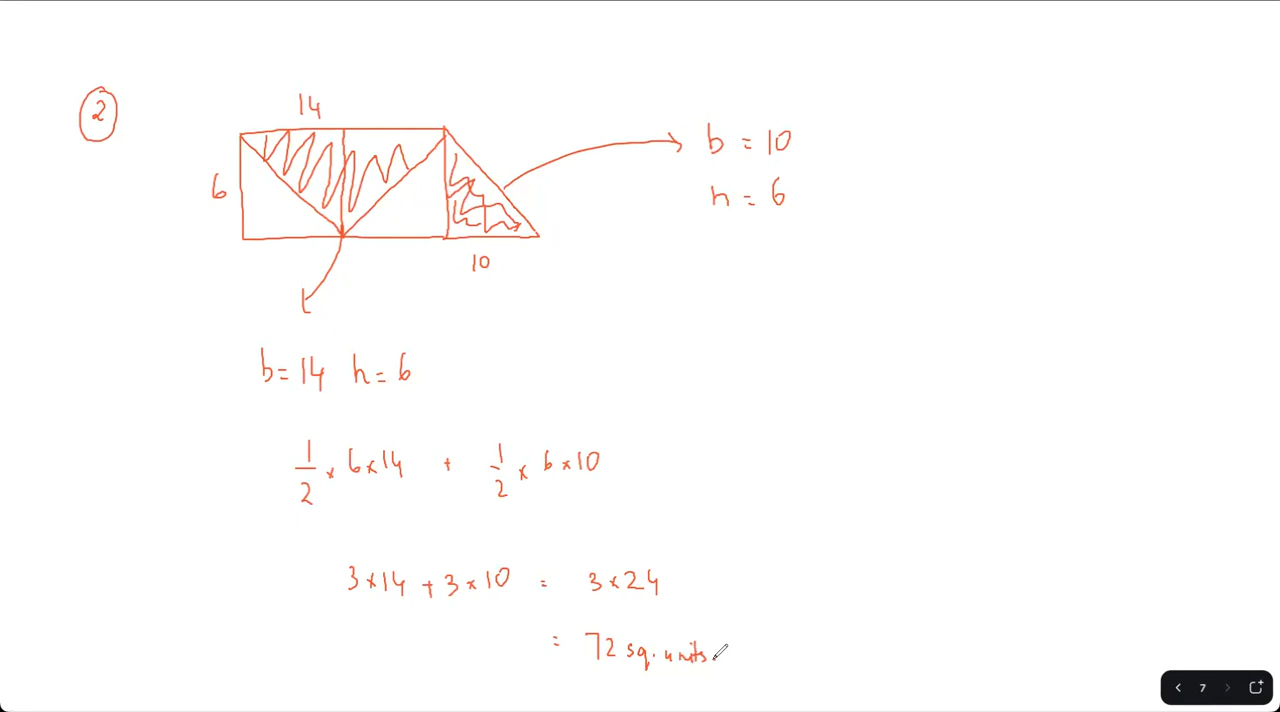 2
14
6
b = 10
h = 6
10
b = 14 h = 6
1/2 × 6 × 14 + 1/2 × 6 × 10
3 × 14 + 3 × 10 = 3 × 24
= 72 sq. units
7